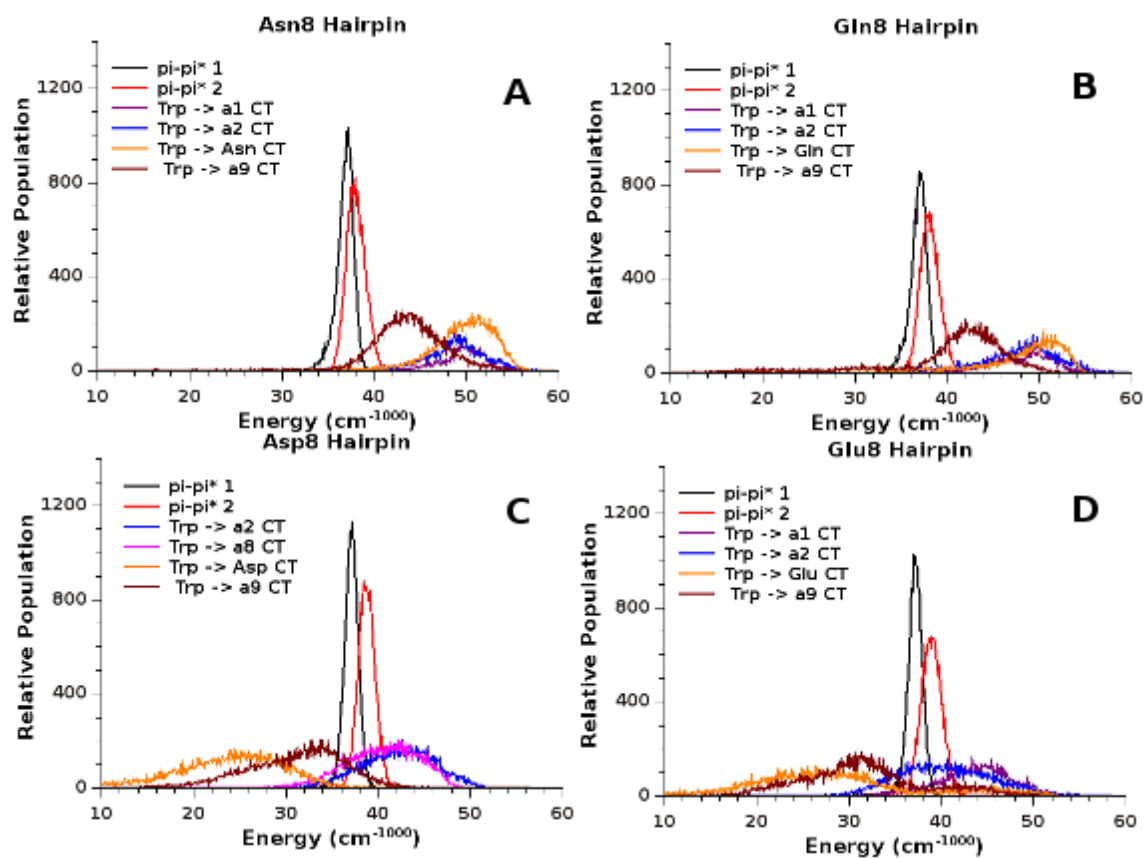 Asn8 Hairpin
A
pi-pi* 1
pi-pi* 2
Trp -> a1 CT
Trp -> a2 CT
Trp -> Asn CT
Trp -> a9 CT
Relative Population
1200
800
400
0
10 20 30 40 50 60
Energy (cm-1000)
Gln8 Hairpin
B
pi-pi* 1
pi-pi* 2
Trp -> a1 CT
Trp -> a2 CT
Trp -> Gln CT
Trp -> a9 CT
Relative Population
1200
800
400
0
10 20 30 40 50 60
Energy (cm-1000)
Asp8 Hairpin
C
pi-pi* 1
pi-pi* 2
Trp -> a2 CT
Trp -> a8 CT
Trp -> Asp CT
Trp -> a9 CT
Relative Population
1200
800
400
0
10 20 30 40 50 60
Energy (cm-1000)
Glu8 Hairpin
D
pi-pi* 1
pi-pi* 2
Trp -> a1 CT
Trp -> a2 CT
Trp -> Glu CT
Trp -> a9 CT
Relative Population
1200
800
400
0
10 20 30 40 50 60
Energy (cm-1000)